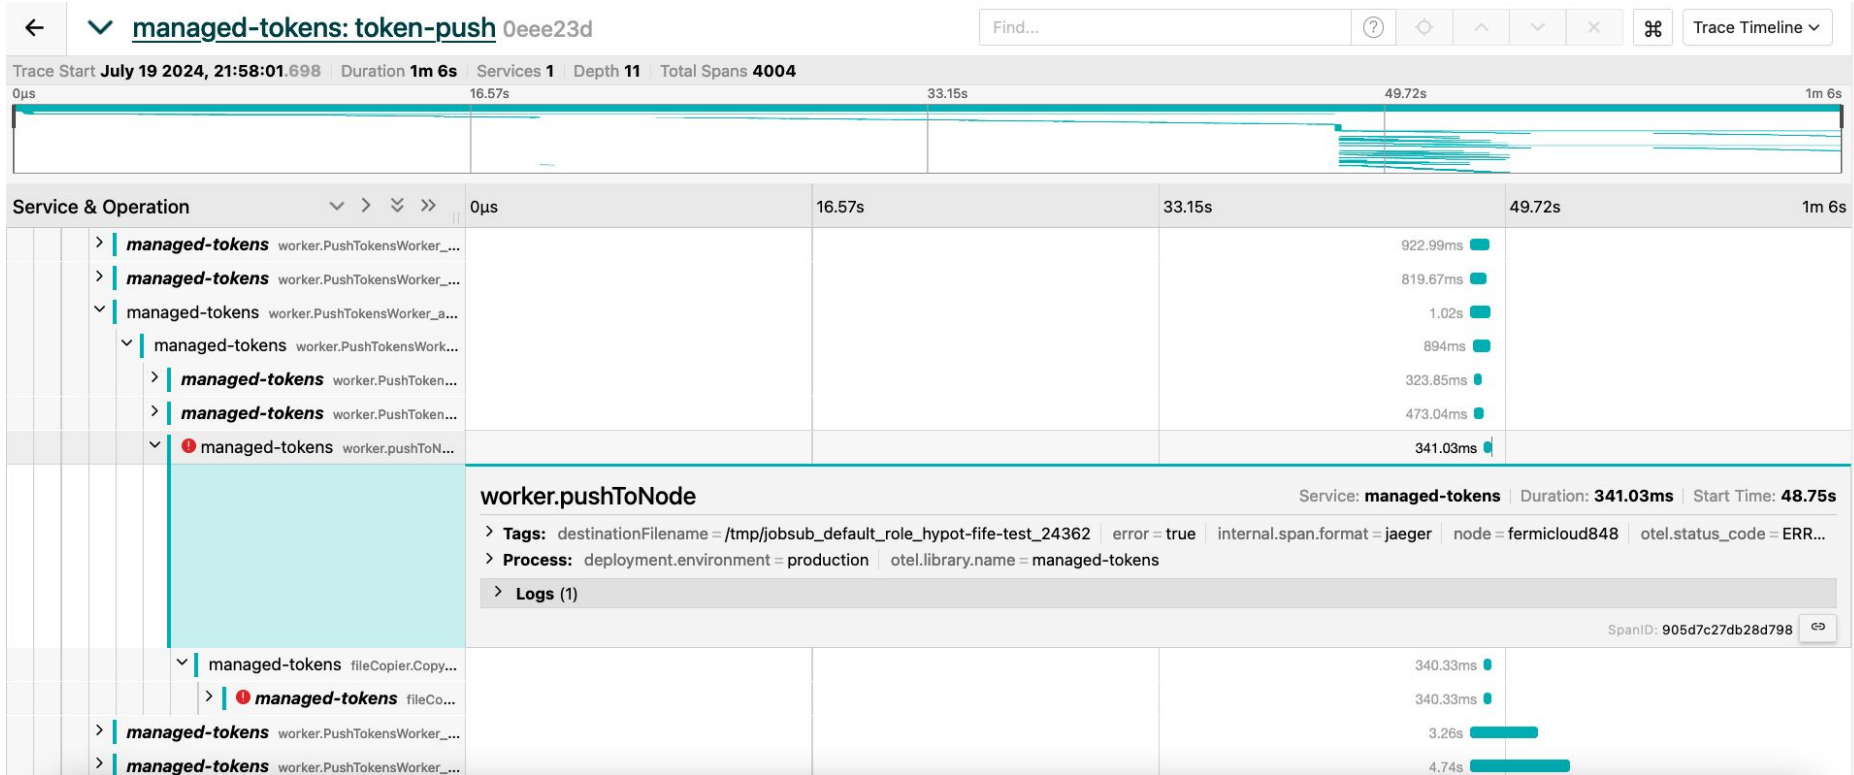 managed-tokens: token-push 0eee23d Find... ? ⌘ Trace Timeline
Trace Start July 19 2024, 21:58:01.698 Duration 1m 6s Services 1 Depth 11 Total Spans 4004
0μs 16.57s 33.15s 49.72s 1m 6s
Service & Operation 0μs 16.57s 33.15s 49.72s 1m 6s
managed-tokens worker.PushTokensWorker_... 922.99ms
managed-tokens worker.PushTokensWorker_... 819.67ms
managed-tokens worker.PushTokensWorker_a... 1.02s
managed-tokens worker.PushTokensWork... 894ms
managed-tokens worker.PushToken... 323.85ms
managed-tokens worker.PushToken... 473.04ms
managed-tokens worker.pushToN... 341.03ms
worker.pushToNode Service: managed-tokens Duration: 341.03ms Start Time: 48.75s
Tags: destinationFilename = /tmp/jobsub_default_role_hypot-fife-test_24362 error = true internal.span.format = jaeger node = fermicloud848 otel.status_code = ERR...
Process: deployment.environment = production otel.library.name = managed-tokens
Logs (1)
SpanID: 905d7c27db28d798
managed-tokens fileCopier.Copy... 340.33ms
managed-tokens fileCo... 340.33ms
managed-tokens worker.PushTokensWorker_... 3.26s
managed-tokens worker.PushTokensWorker_... 4.74s